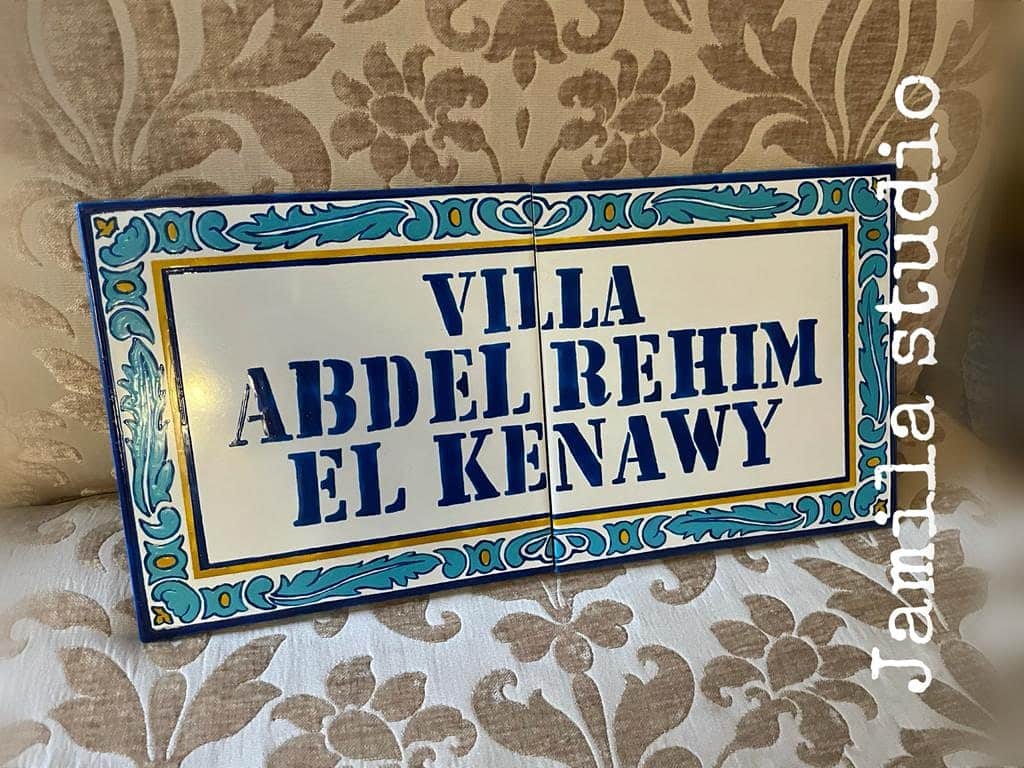 VILLA
ABDEL REHIM
EL KENAWY
Jamila studio